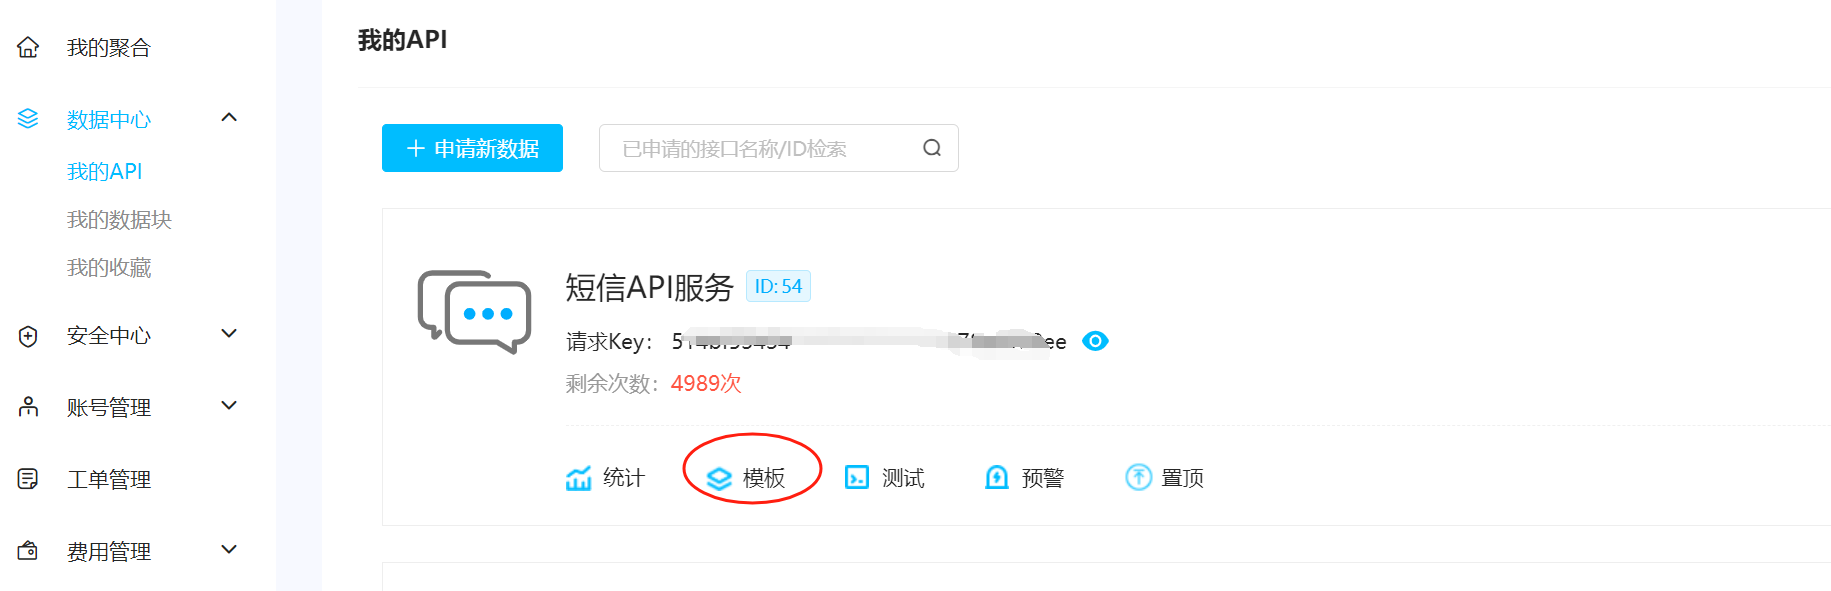 我的聚合
数据中心
我的API
我的数据块
我的收藏
安全中心
账号管理
工单管理
费用管理
我的API
申请新数据
已申请的接口名称/ID检索
短信API服务 ID: 54
请求Key： ee
剩余次数：4989次
统计 模板 测试 预警 置顶